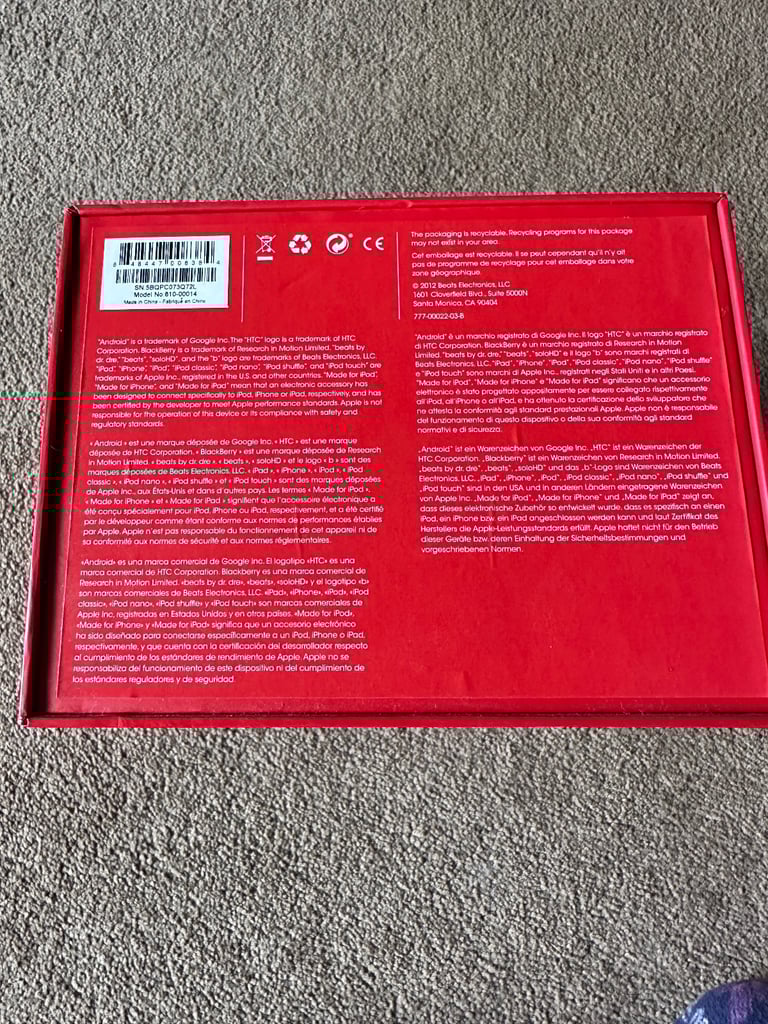 8 48447 00838 4
SN 5BQPC073Q72L
Model No 810-00014
Made in China - Fabriqué en China
CE
The packaging is recyclable. Recycling programs for this package
may not exist in your area.
Cet emballage est recyclable. Il se peut cependant qu'il n'y ait
pas de programme de recyclage pour cet emballage dans votre
zone géographique.
© 2012 Beats Electronics, LLC
1601 Cloverfield Blvd., Suite 5000N
Santa Monica, CA 90404
777-00022-03-B
"Android" is a trademark of Google Inc. The "HTC" logo is a trademark of HTC
Corporation. BlackBerry is a trademark of Research in Motion Limited. "beats by
dr. dre," "beats", "soloHD", and the "b" logo are trademarks of Beats Electronics, LLC.
"iPad", "iPhone", "iPod", "iPod classic", "iPod nano", "iPod shuffle", and "iPod touch" are
trademarks of Apple Inc., registered in the U.S. and other countries. "Made for iPod",
"Made for iPhone", and "Made for iPad" mean that an electronic accessory has
been designed to connect specifically to iPod, iPhone or iPad, respectively, and has
been certified by the developer to meet Apple performance standards. Apple is not
responsible for the operation of this device or its compliance with safety and
regulatory standards.
« Android » est une marque déposée de Google Inc. « HTC » est une marque
déposée de HTC Corporation. « BlackBerry » est une marque déposée de Research
in Motion Limited. « beats by dr. dre », « beats », « soloHD » et le logo « b » sont des
marques déposées de Beats Electronics, LLC. « iPad », « iPhone », « iPod », « iPod
classic », « iPod nano », « iPod shuffle » et « iPod touch » sont des marques déposées
de Apple Inc., aux États-Unis et dans d'autres pays. Les termes « Made for iPod »,
« Made for iPhone » et « Made for iPad » signifient que l'accessoire électronique a
été conçu spécialement pour iPod, iPhone ou iPad, respectivement, et a été certifié
par le développeur comme étant conforme aux normes de performances établies
par Apple. Apple n'est pas responsable du fonctionnement de cet appareil ni de
sa conformité aux normes de sécurité et aux normes réglementaires.
«Android» es una marca comercial de Google Inc. El logotipo «HTC» es una
marca comercial de HTC Corporation. Blackberry es una marca comercial de
Research in Motion Limited. «beats by dr. dre», «beats», «soloHD» y el logotipo «b»
son marcas comerciales de Beats Electronics, LLC. «iPad», «iPhone», «iPod», «iPod
classic», «iPod nano», «iPod shuffle» y «iPod touch» son marcas comerciales de
Apple Inc, registradas en Estados Unidos y en otros países. «Made for iPod»,
«Made for iPhone» y «Made for iPad» significa que un accesorio electrónico
ha sido diseñado para conectarse específicamente a un iPod, iPhone o iPad,
respectivamente, y que cuenta con la certificación del desarrollador respecto
al cumplimiento de los estándares de rendimiento de Apple. Apple no se
responsabiliza del funcionamiento de este dispositivo ni del cumplimiento de
los estándares reguladores y de seguridad.
"Android" è un marchio registrato di Google Inc. Il logo "HTC" è un marchio registrato
di HTC Corporation. BlackBerry è un marchio registrato di Research in Motion
Limited. "beats by dr. dre", "beats", "soloHD" e il logo "b" sono marchi registrati di
Beats Electronics, LLC. "iPad", "iPhone", "iPod", "iPod classic", "iPod nano", "iPod shuffle"
e "iPod touch" sono marchi di Apple Inc., registrati negli Stati Uniti e in altri Paesi.
"Made for iPod", "Made for iPhone" e "Made for iPad" significano che un accessorio
elettronico è stato progettato appositamente per essere collegato rispettivamente
all'iPod, all'iPhone o all'iPad, e ha ottenuto la certificazione dello sviluppatore che
ne attesta la conformità agli standard prestazionali Apple. Apple non è responsabile
del funzionamento di questo dispositivo o della sua conformità agli standard
normativi e di sicurezza.
„Android" ist ein Warenzeichen von Google Inc. „HTC" ist ein Warenzeichen der
HTC Corporation. „Blackberry" ist ein Warenzeichen von Research in Motion Limited.
„beats by dr. dre", „beats", „soloHD" und das „b"-Logo sind Warenzeichen von Beats
Electronics, LLC. „iPad", „iPhone", „iPod", „iPod classic", „iPod nano", „iPod shuffle" und
„iPod touch" sind in den USA und in anderen Ländern eingetragene Warenzeichen
von Apple Inc. „Made for iPod", „Made for iPhone" und „Made for iPad" zeigt an,
dass dieses elektronische Zubehör so entwickelt wurde, dass es spezifisch an einen
iPod, ein iPhone bzw. ein iPad angeschlossen werden kann und laut Zertifikat des
Herstellers die Apple-Leistungsstandards erfüllt. Apple haftet nicht für den Betrieb
dieser Geräte bzw. deren Einhaltung der Sicherheitsbestimmungen und
vorgeschriebenen Normen.